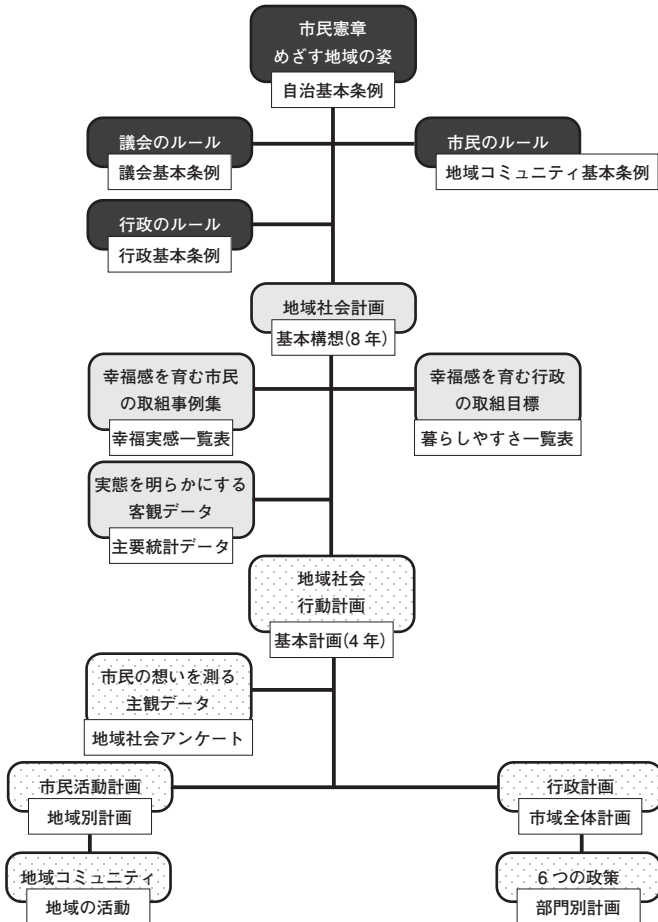 市民憲章
めざす地域の姿
自治基本条例
議会のルール
議会基本条例
市民のルール
地域コミュニティ基本条例
行政のルール
行政基本条例
地域社会計画
基本構想(8 年)
幸福感を育む市民
の取組事例集
幸福実感一覧表
幸福感を育む行政
の取組目標
暮らしやすさ一覧表
実態を明らかにする
客観データ
主要統計データ
地域社会
行動計画
基本計画(4 年)
市民の想いを測る
主観データ
地域社会アンケート
市民活動計画
地域別計画
行政計画
市域全体計画
地域コミュニティ
地域の活動
6 つの政策
部門別計画